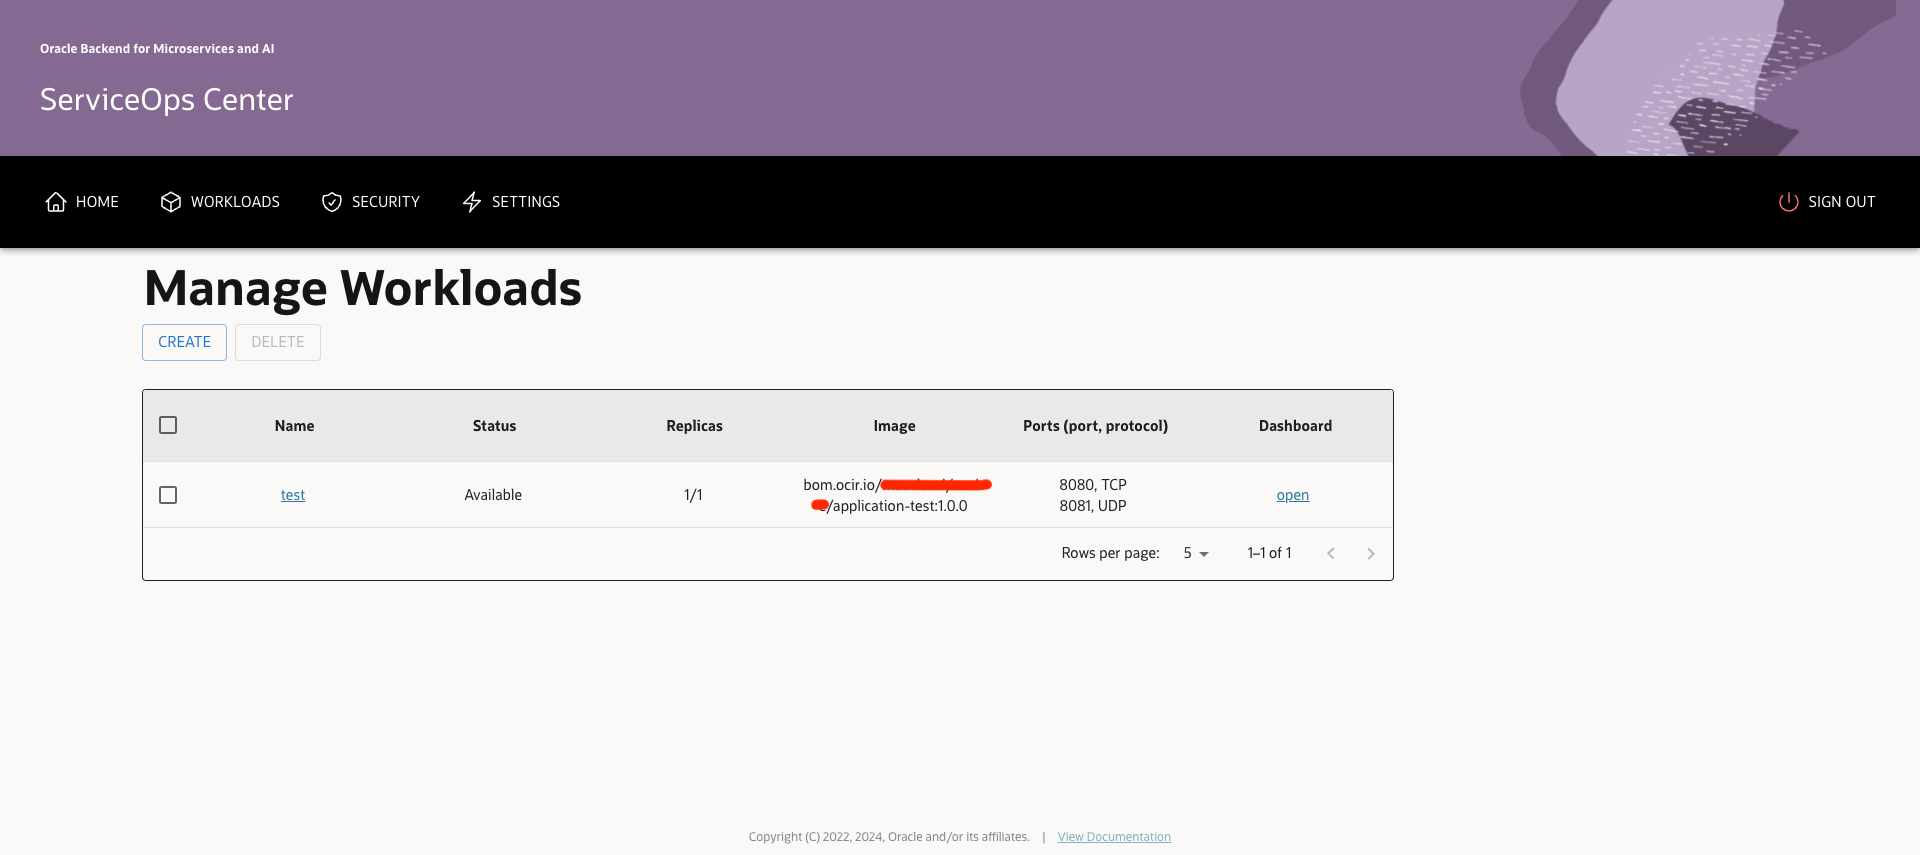 Oracle Backend for Microservices and AI
ServiceOps Center
HOME WORKLOADS SECURITY SETTINGS SIGN OUT
Manage Workloads
CREATE DELETE
Name Status Replicas Image Ports (port, protocol) Dashboard
test Available 1/1 bom.ocir.io/ 8080, TCP open
/application-test:1.0.0 8081, UDP
Rows per page: 5 1–1 of 1
Copyright (C) 2022, 2024, Oracle and/or its affiliates. | View Documentation